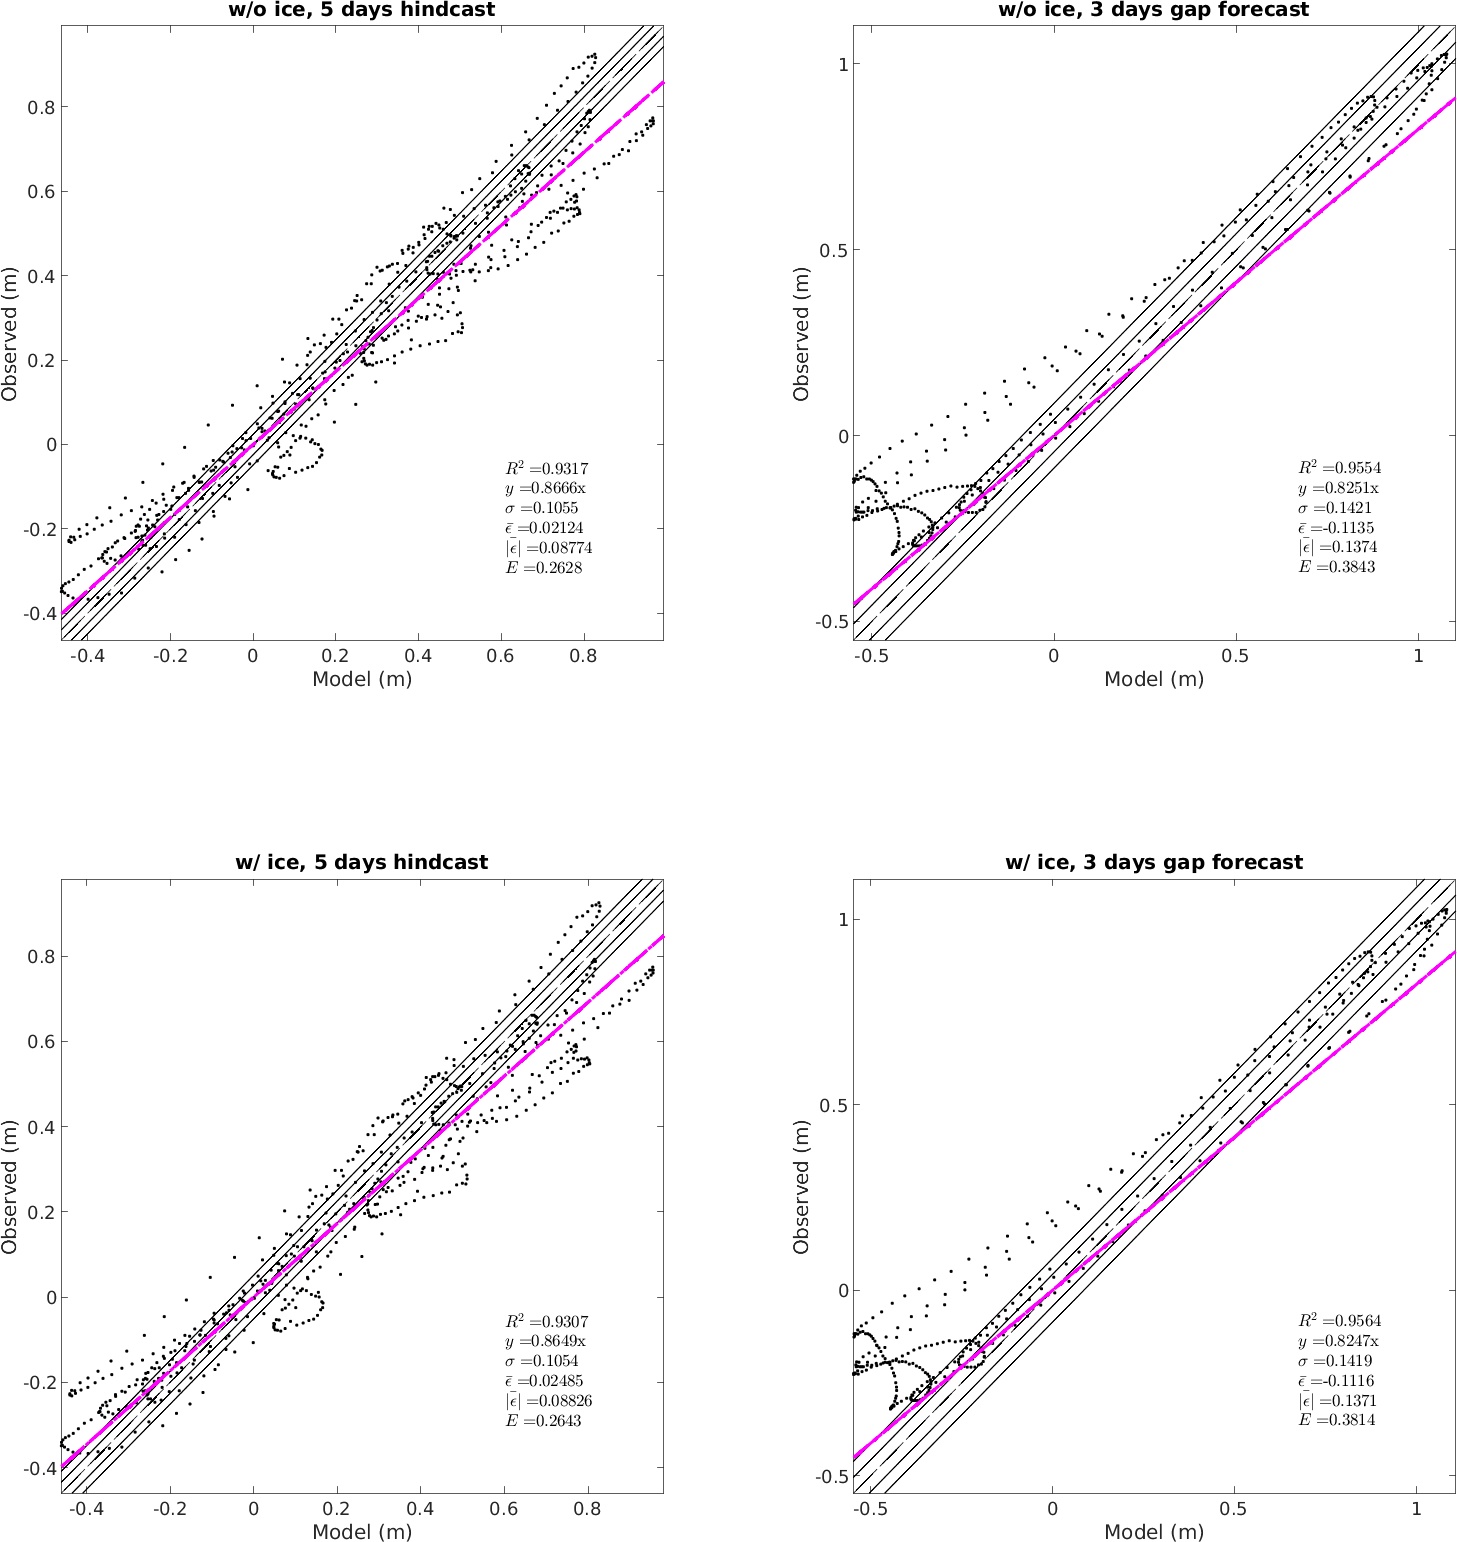 w/o ice, 5 days hindcast
Observed (m)
0.8
0.6
0.4
0.2
0
-0.2
-0.4
R² =0.9317
y =0.8666x
σ =0.1055
ε̄ =0.02124
|ε̄| =0.08774
E =0.2628
-0.4 -0.2 0 0.2 0.4 0.6 0.8
Model (m)
w/o ice, 3 days gap forecast
Observed (m)
1
0.5
0
-0.5
R² =0.9554
y =0.8251x
σ =0.1421
ε̄ =-0.1135
|ε̄| =0.1374
E =0.3843
-0.5 0 0.5 1
Model (m)
w/ ice, 5 days hindcast
Observed (m)
0.8
0.6
0.4
0.2
0
-0.2
-0.4
R² =0.9307
y =0.8649x
σ =0.1054
ε̄ =0.02485
|ε̄| =0.08826
E =0.2643
-0.4 -0.2 0 0.2 0.4 0.6 0.8
Model (m)
w/ ice, 3 days gap forecast
Observed (m)
1
0.5
0
-0.5
R² =0.9564
y =0.8247x
σ =0.1419
ε̄ =-0.1116
|ε̄| =0.1371
E =0.3814
-0.5 0 0.5 1
Model (m)